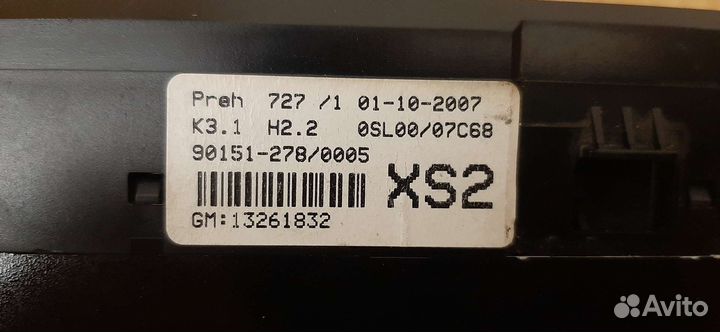 Preh 727 /1 01-10-2007
K3.1 H2.2 0SL00/07C68
90151-278/0005
XS2
GM:13261832
Avito